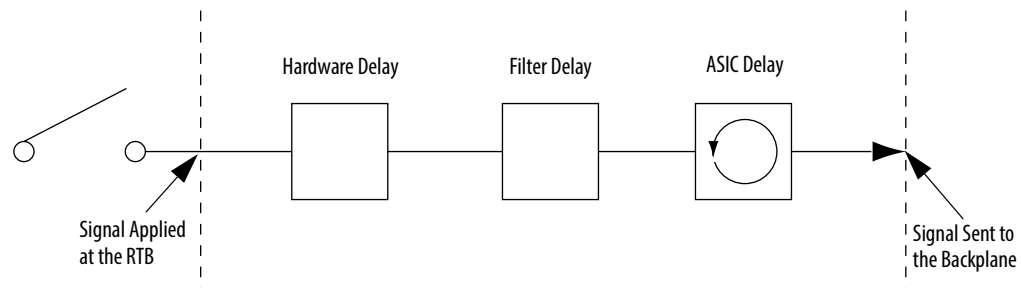 Hardware Delay
Filter Delay
ASIC Delay
Signal Applied
at the RTB
Signal Sent to
the Backplane